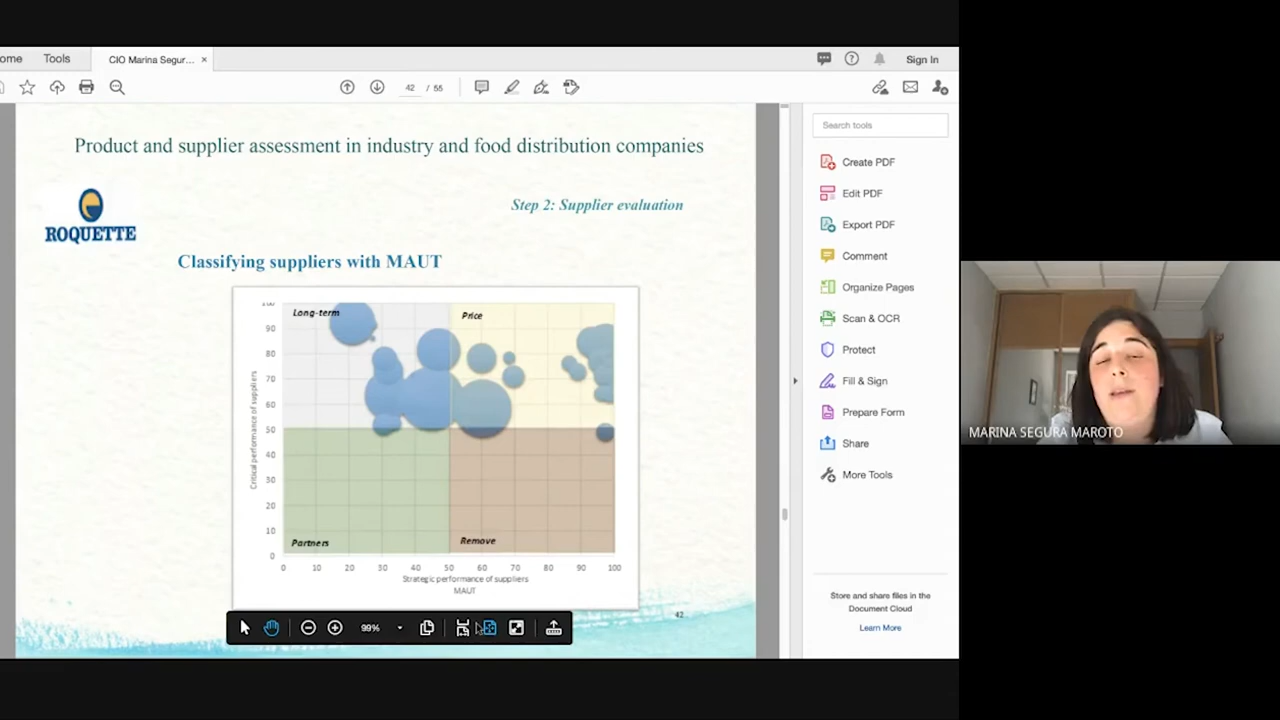 ome Tools CIO Marina Segur... × Sign In
42 / 55
Product and supplier assessment in industry and food distribution companies
ROQUETTE
Step 2: Supplier evaluation
Classifying suppliers with MAUT
Long-term
Price
Partners
Remove
100
90
80
70
60
50
40
30
20
10
0
Critical performance of suppliers
0 10 20 30 40 50 60 70 80 90 100
Strategic performance of suppliers
MAUT
42
99%
Search tools
Create PDF
Edit PDF
Export PDF
Comment
Organize Pages
Scan & OCR
Protect
Fill & Sign
Prepare Form
Share
More Tools
Store and share files in the
Document Cloud
Learn More
MARINA SEGURA MAROTO